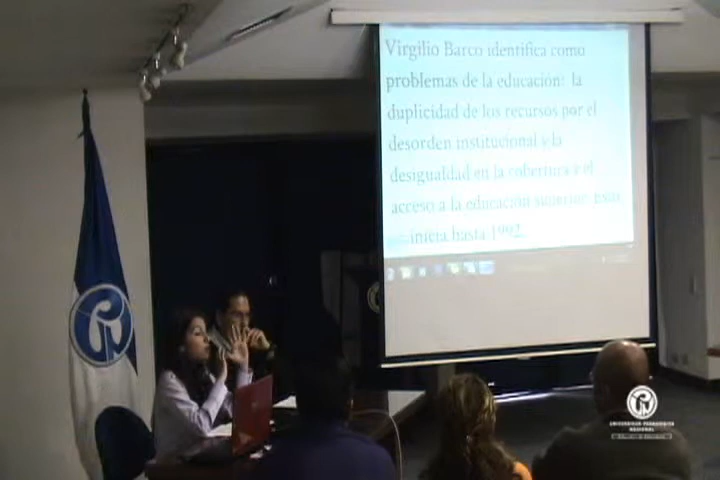 Virgilio Barco identifica como
problemas de la educación: la
duplicidad de los recursos por el
desorden institucional y la
desigualdad en la cobertura y el
acceso a la educación superior. Esto
inicia hasta 1992.
UNIVERSIDAD PEDAGOGICA
NACIONAL